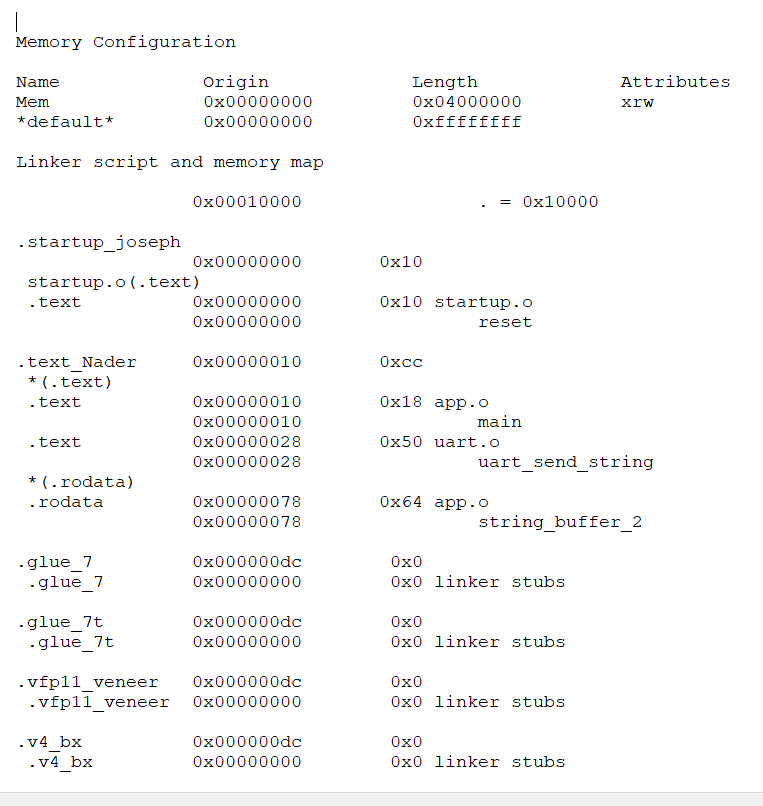 Memory Configuration
Name Origin Length Attributes
Mem 0x00000000 0x04000000 xrw
*default* 0x00000000 0xffffffff
Linker script and memory map
0x00010000 . = 0x10000
.startup_joseph
0x00000000 0x10
startup.o(.text)
.text 0x00000000 0x10 startup.o
0x00000000 reset
.text_Nader 0x00000010 0xcc
*(.text)
.text 0x00000010 0x18 app.o
0x00000010 main
.text 0x00000028 0x50 uart.o
0x00000028 uart_send_string
*(.rodata)
.rodata 0x00000078 0x64 app.o
0x00000078 string_buffer_2
.glue_7 0x000000dc 0x0
.glue_7 0x00000000 0x0 linker stubs
.glue_7t 0x000000dc 0x0
.glue_7t 0x00000000 0x0 linker stubs
.vfp11_veneer 0x000000dc 0x0
.vfp11_veneer 0x00000000 0x0 linker stubs
.v4_bx 0x000000dc 0x0
.v4_bx 0x00000000 0x0 linker stubs